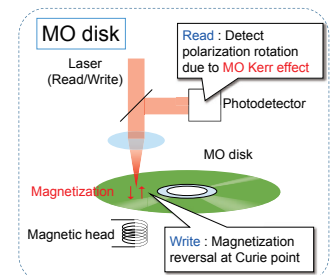 MO disk
Laser
(Read/Write)
Read : Detect
polarization rotation
due to MO Kerr effect
Photodetector
MO disk
Magnetization
Magnetic head
Write : Magnetization
reversal at Curie point